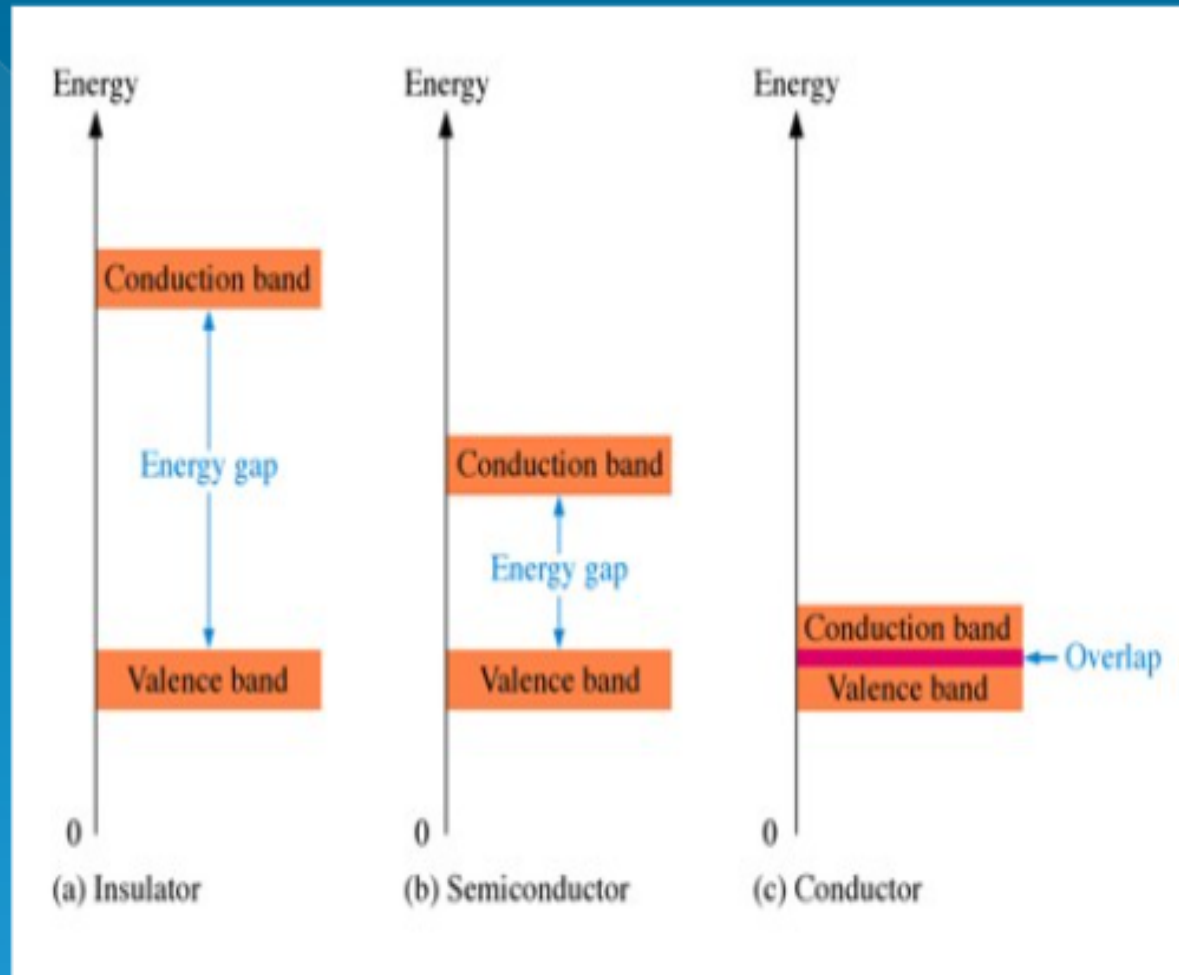 Energy
Conduction band
Energy gap
Valence band
0
(a) Insulator
Energy
Conduction band
Energy gap
Valence band
0
(b) Semiconductor
Energy
Conduction band
Overlap
Valence band
0
(c) Conductor